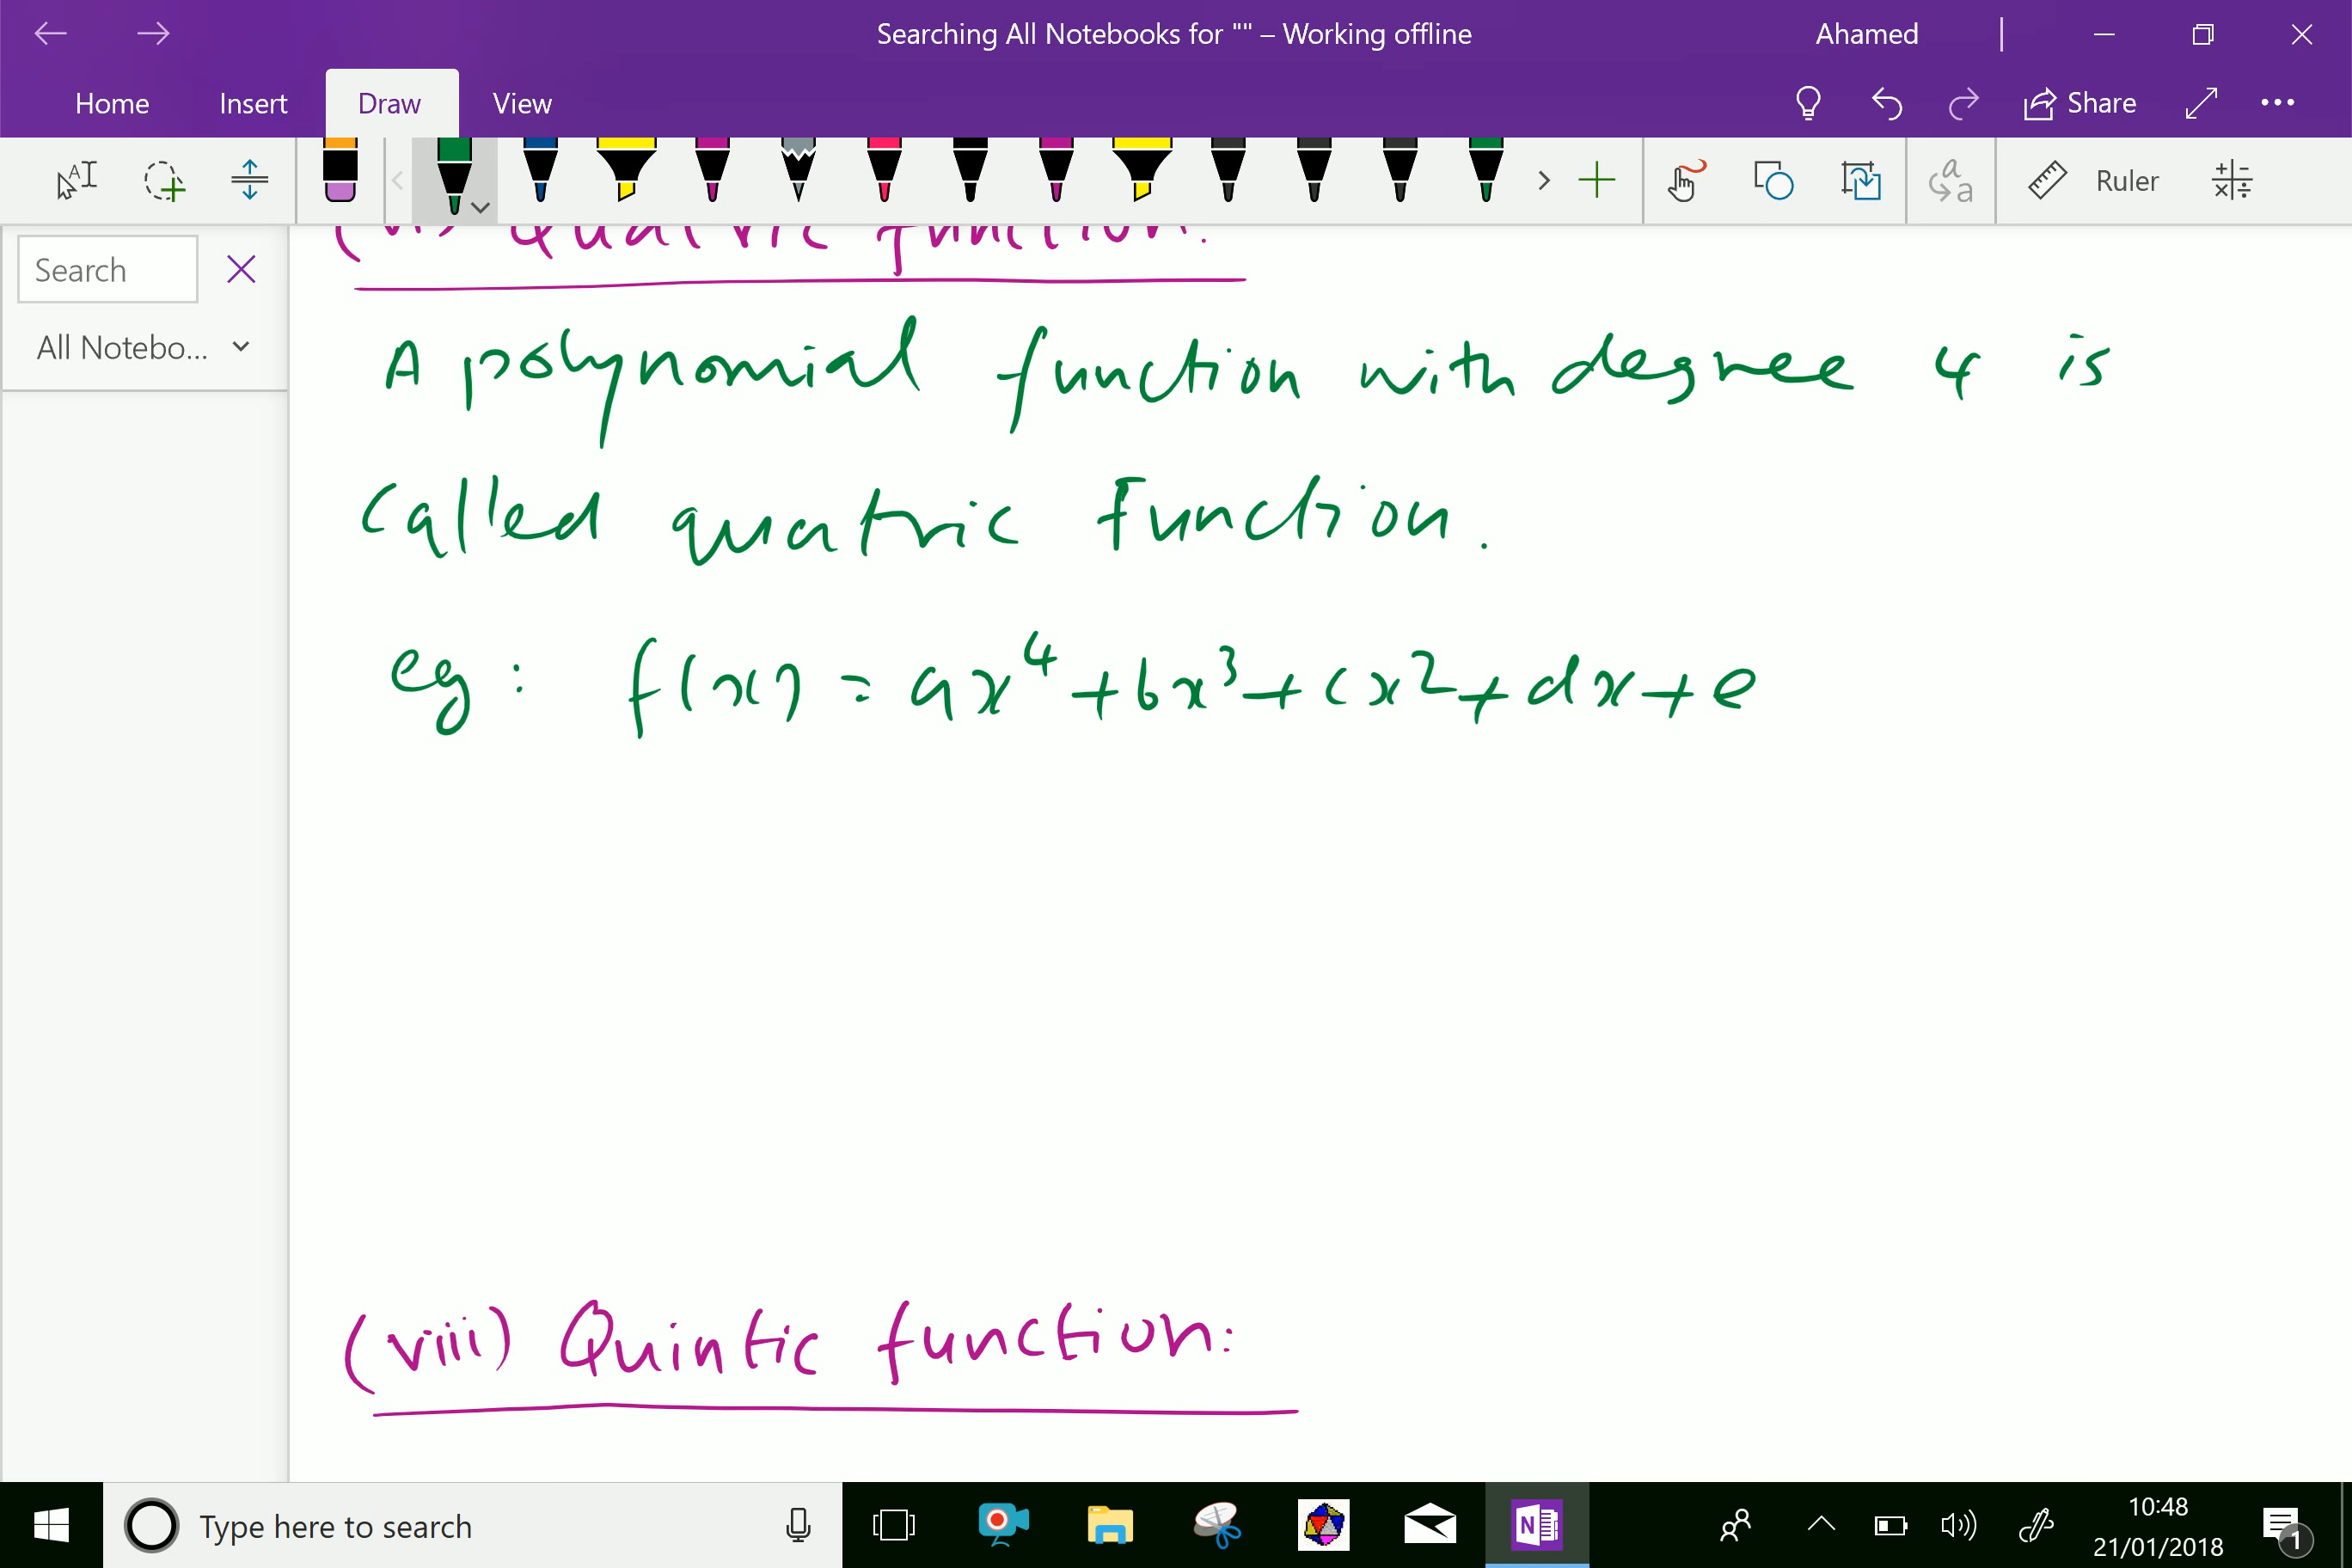 Searching All Notebooks for "" – Working offline
Ahamed
Home Insert Draw View
Share
Ruler
Search
All Notebo...
function.
A polynomial function with degree 4 is
called quatric function.
eg: f(x) = ax⁴+bx³+cx²+dx+e
(viii) Quintic function:
Type here to search
N
10:48
21/01/2018
1